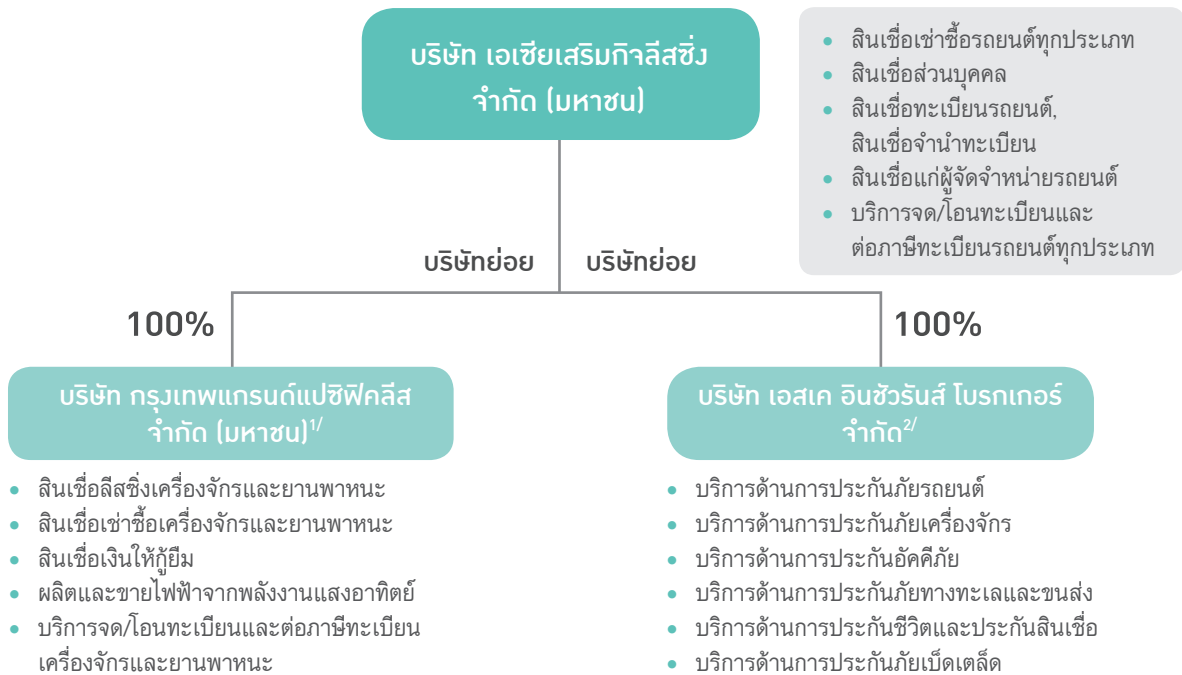 บริษัท เอเซียเสริมกิจลีสซิ่ง
จำกัด (มหาชน)
• สินเชื่อเช่าซื้อรถยนต์ทุกประเภท
• สินเชื่อส่วนบุคคล
• สินเชื่อทะเบียนรถยนต์,
สินเชื่อจำนำทะเบียน
• สินเชื่อแก่ผู้จัดจำหน่ายรถยนต์
• บริการจด/โอนทะเบียนและ
ต่อภาษีทะเบียนรถยนต์ทุกประเภท
บริษัทย่อย
บริษัทย่อย
100%
100%
บริษัท กรุงเทพแกรนด์แปซิฟิคลีส
จำกัด (มหาชน)1/
• สินเชื่อลีสซิ่งเครื่องจักรและยานพาหนะ
• สินเชื่อเช่าซื้อเครื่องจักรและยานพาหนะ
• สินเชื่อเงินให้กู้ยืม
• ผลิตและขายไฟฟ้าจากพลังงานแสงอาทิตย์
• บริการจด/โอนทะเบียนและต่อภาษีทะเบียน
เครื่องจักรและยานพาหนะ
บริษัท เอสเค อินชัวรันส์ โบรกเกอร์
จำกัด2/
• บริการด้านการประกันภัยรถยนต์
• บริการด้านการประกันภัยเครื่องจักร
• บริการด้านการประกันอัคคีภัย
• บริการด้านการประกันภัยทางทะเลและขนส่ง
• บริการด้านการประกันชีวิตและประกันสินเชื่อ
• บริการด้านการประกันภัยเบ็ดเตล็ด